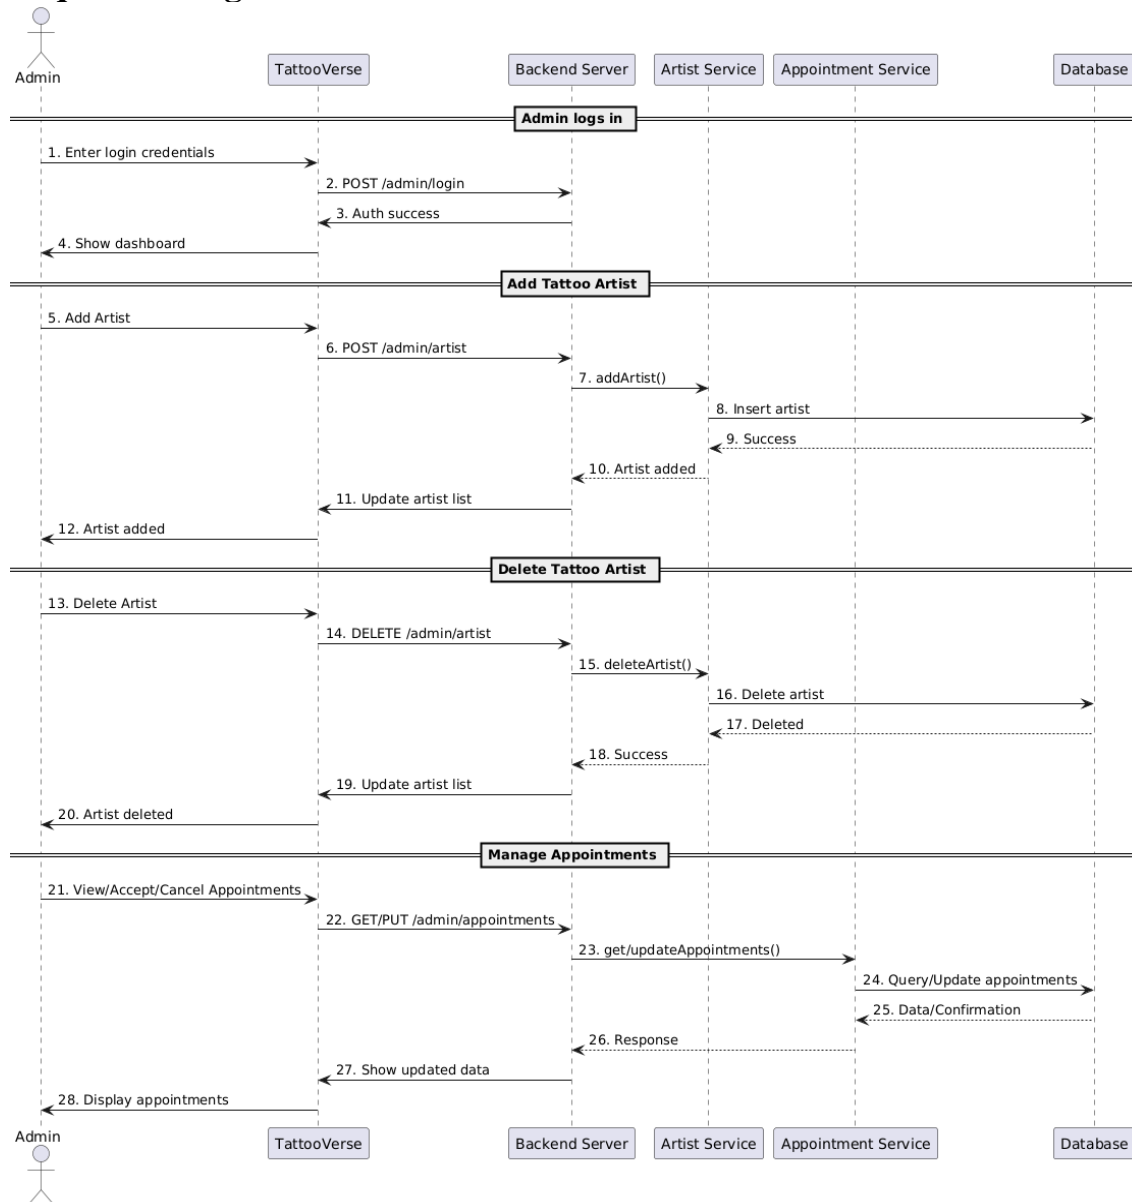 Admin
TattooVerse
Backend Server
Artist Service
Appointment Service
Database
Admin logs in
1. Enter login credentials
2. POST /admin/login
3. Auth success
4. Show dashboard
Add Tattoo Artist
5. Add Artist
6. POST /admin/artist
7. addArtist()
8. Insert artist
9. Success
10. Artist added
11. Update artist list
12. Artist added
Delete Tattoo Artist
13. Delete Artist
14. DELETE /admin/artist
15. deleteArtist()
16. Delete artist
17. Deleted
18. Success
19. Update artist list
20. Artist deleted
Manage Appointments
21. View/Accept/Cancel Appointments
22. GET/PUT /admin/appointments
23. get/updateAppointments()
24. Query/Update appointments
25. Data/Confirmation
26. Response
27. Show updated data
28. Display appointments
Admin
TattooVerse
Backend Server
Artist Service
Appointment Service
Database